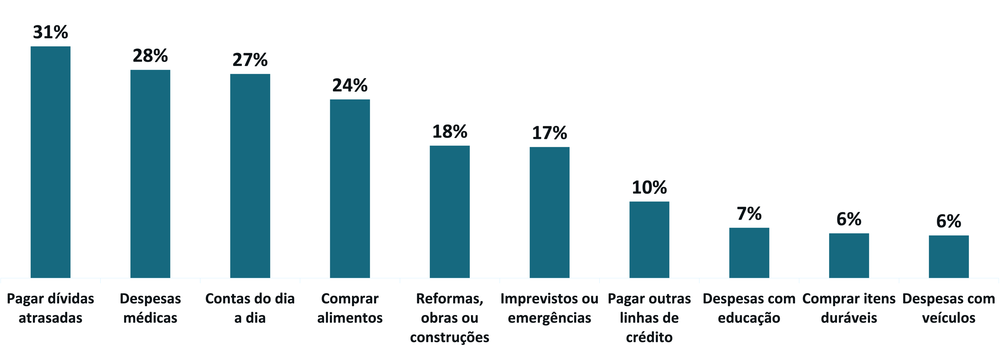 31%
28%
27%
24%
18%
17%
10%
7%
6%
6%
Pagar dívidas
atrasadas
Despesas
médicas
Contas do dia
a dia
Comprar
alimentos
Reformas,
obras ou
construções
Imprevistos ou
emergências
Pagar outras
linhas de
crédito
Despesas com
educação
Comprar itens
duráveis
Despesas com
veículos